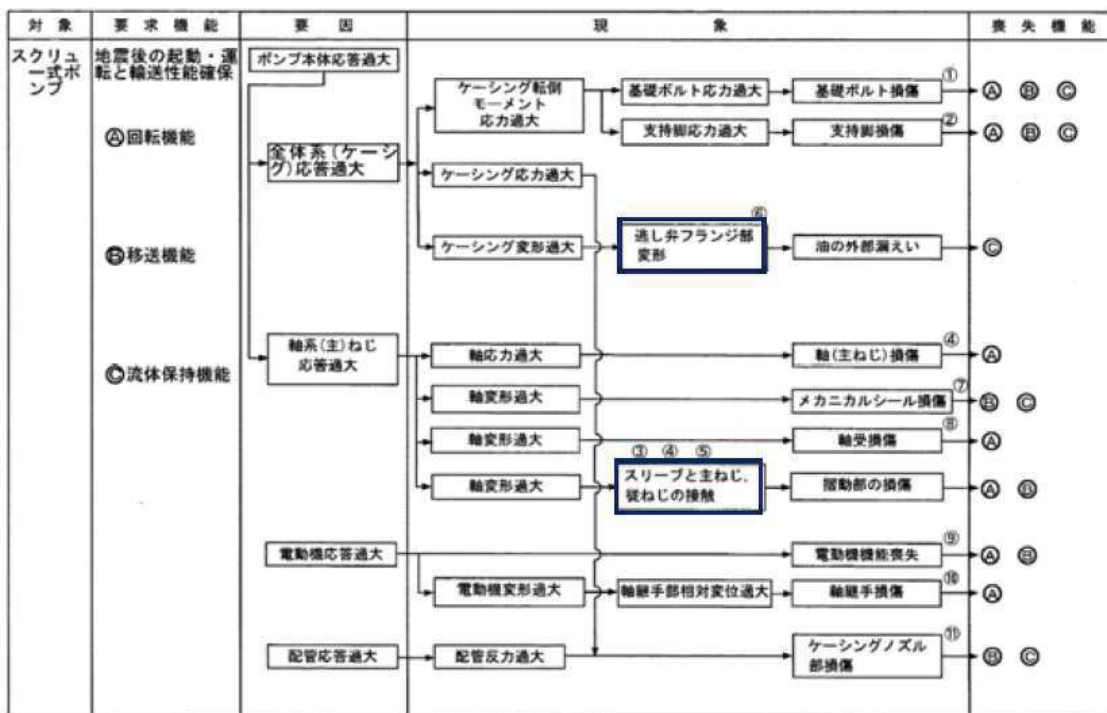 対象 要求機能 要因 現象 喪失機能
スクリュ
ー式ポ
ンプ
地震後の起動・運
転と輸送性能確保
Ⓐ回転機能
Ⓑ移送機能
Ⓒ流体保持機能
ポンプ本体応答過大
全体系(ケーシ
グ)応答過大
ケーシング転倒
モーメント
応力過大
基礎ボルト応力過大
①
基礎ボルト損傷
Ⓐ Ⓑ Ⓒ
支持脚応力過大
②
支持脚損傷
Ⓐ Ⓑ Ⓒ
ケーシング応力過大
ケーシング変形過大
⑥
逃し弁フランジ部
変形
油の外部漏えい
Ⓒ
軸系(主)ねじ
応答過大
軸応力過大
④
軸(主ねじ)損傷
Ⓐ
軸変形過大
⑦
メカニカルシール損傷
Ⓑ Ⓒ
軸変形過大
⑧
軸受損傷
Ⓐ
軸変形過大
③ ④ ⑤
スリーブと主ねじ,
従ねじの接触
摺動部の損傷
Ⓐ Ⓑ
電動機応答過大
⑨
電動機機能喪失
Ⓐ Ⓑ
電動機変形過大
軸継手部相対変位過大
⑩
軸継手損傷
Ⓐ
配管応答過大
配管反力過大
⑪
ケーシングノズル
部損傷
Ⓑ Ⓒ